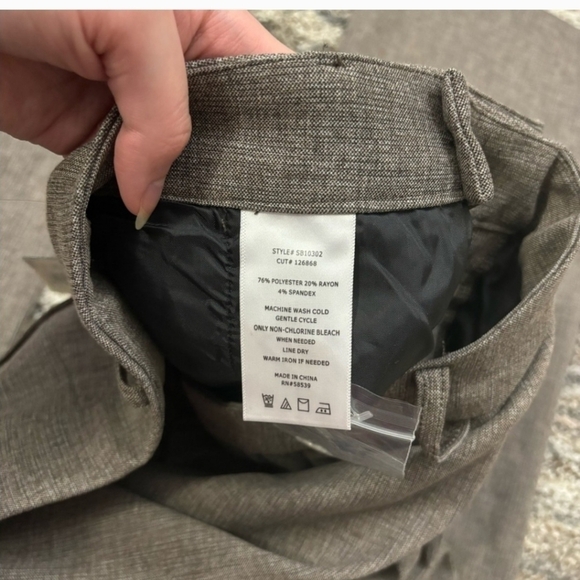 STYLE# SB10302
CUT# 126868
76% POLYESTER 20% RAYON
4% SPANDEX
MACHINE WASH COLD
GENTLE CYCLE
ONLY NON-CHLORINE BLEACH
WHEN NEEDED
LINE DRY
WARM IRON IF NEEDED
MADE IN CHINA
RN#58539